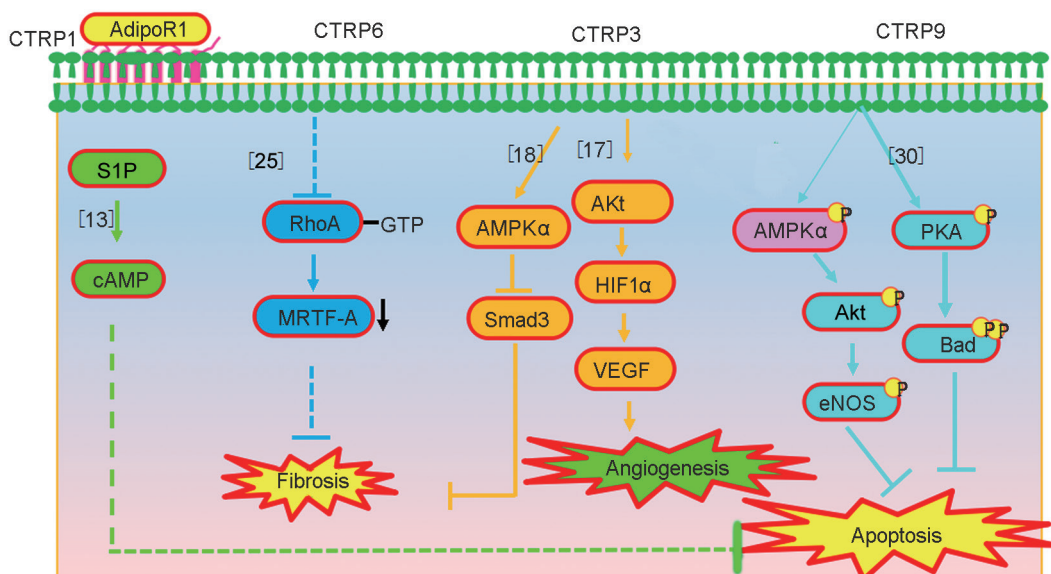 CTRP1
AdipoR1
CTRP6
CTRP3
CTRP9
S1P
[13]
cAMP
[25]
RhoA
GTP
MRTF-A
Fibrosis
[18]
AMPKα
Smad3
[17]
AKt
HIF1α
VEGF
Angiogenesis
[30]
AMPKα
P
Akt
P
eNOS
P
PKA
P
Bad
P
P
Apoptosis